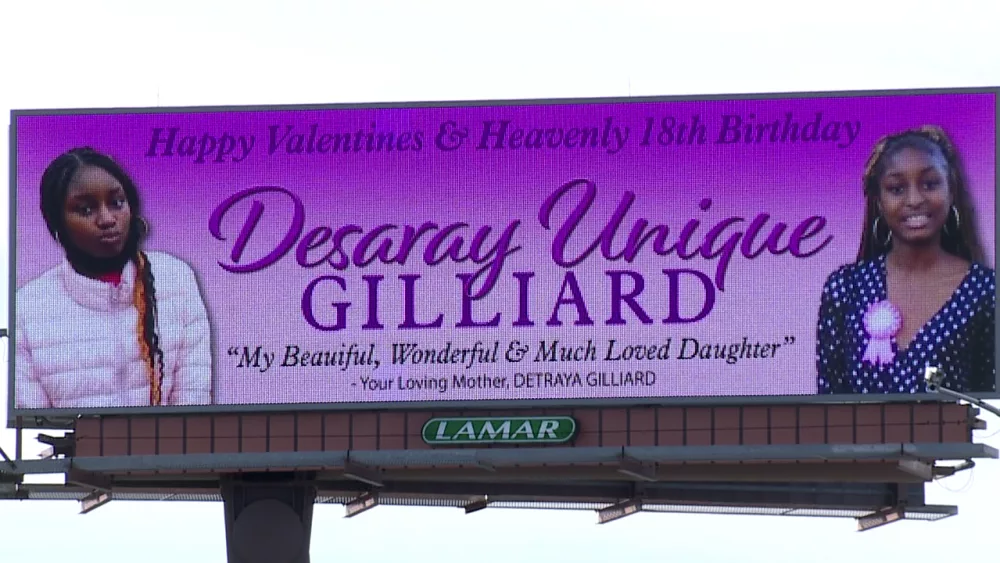 Happy Valentines & Heavenly 18th Birthday
Desaray Unique
GILLIARD
“My Beauiful, Wonderful & Much Loved Daughter”
- Your Loving Mother, DETRAYA GILLIARD
LAMAR